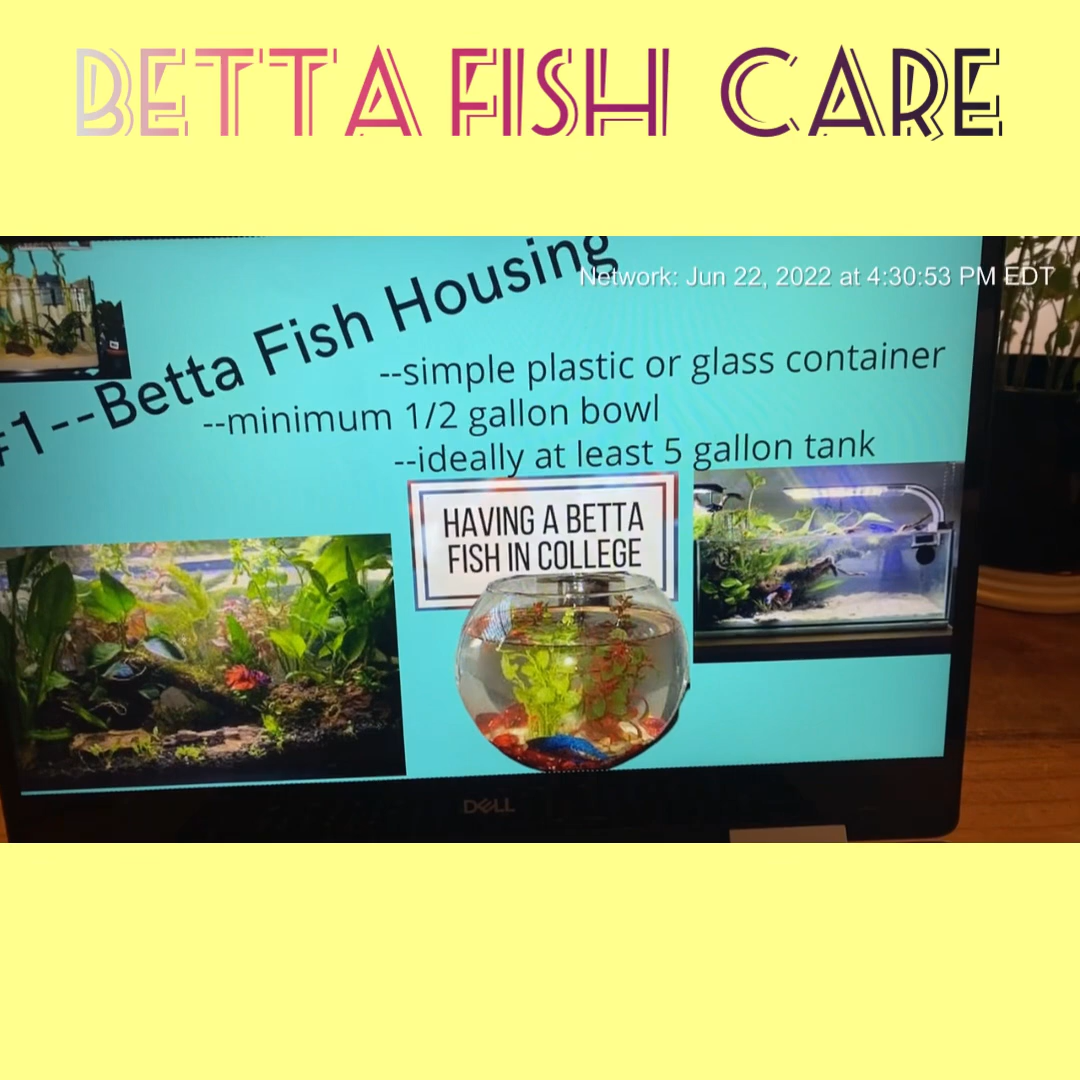 BETTA FISH CARE
Network: Jun 22, 2022 at 4:30:53 PM EDT
#1--Betta Fish Housing
--simple plastic or glass container
--minimum 1/2 gallon bowl
--ideally at least 5 gallon tank
HAVING A BETTA
FISH IN COLLEGE
DELL